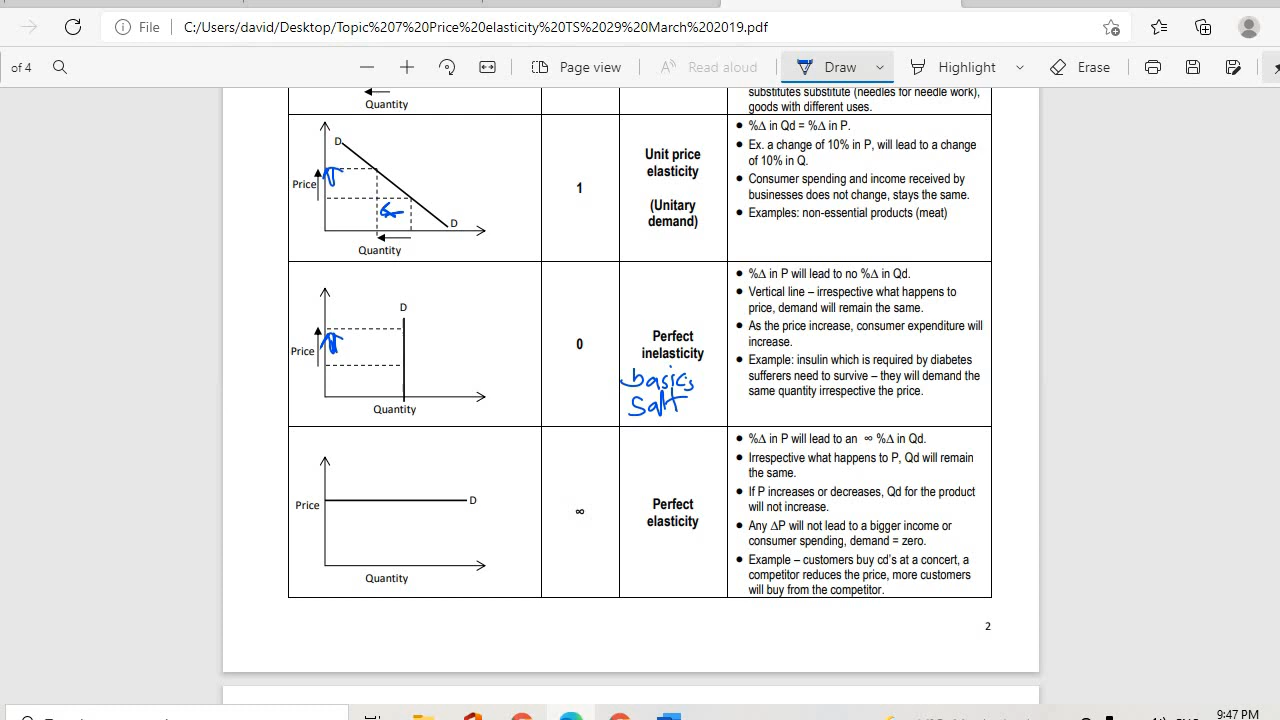 File
C:/Users/david/Desktop/Topic%207%20Price%20elasticity%20TS%2029%20March%202019.pdf
of 4
Page view
Read aloud
Draw
Highlight
Erase
Quantity
substitutes substitute (needles for needle work),
goods with different uses.
D
Price
D
Quantity
1
Unit price
elasticity
(Unitary
demand)
• %Δ in Qd = %Δ in P.
• Ex. a change of 10% in P, will lead to a change
of 10% in Q.
• Consumer spending and income received by
businesses does not change, stays the same.
• Examples: non-essential products (meat)
D
Price
Quantity
0
Perfect
inelasticity
basics
Salt
• %Δ in P will lead to no %Δ in Qd.
• Vertical line – irrespective what happens to
price, demand will remain the same.
• As the price increase, consumer expenditure will
increase.
• Example: insulin which is required by diabetes
sufferers need to survive – they will demand the
same quantity irrespective the price.
Price
D
Quantity
∞
Perfect
elasticity
• %Δ in P will lead to an ∞ %Δ in Qd.
• Irrespective what happens to P, Qd will remain
the same.
• If P increases or decreases, Qd for the product
will not increase.
• Any ΔP will not lead to a bigger income or
consumer spending, demand = zero.
• Example – customers buy cd's at a concert, a
competitor reduces the price, more customers
will buy from the competitor.
2
9:47 PM